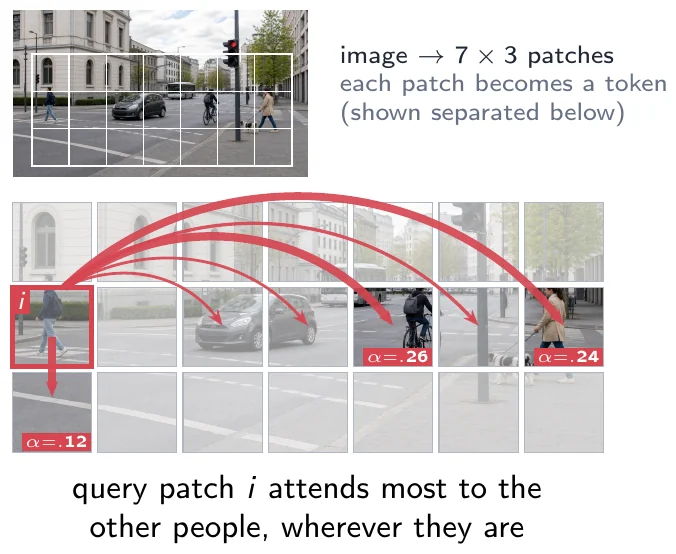 image → 7 × 3 patches
each patch becomes a token
(shown separated below)
i
α=.26
α=.24
α=.12
query patch i attends most to the
other people, wherever they are